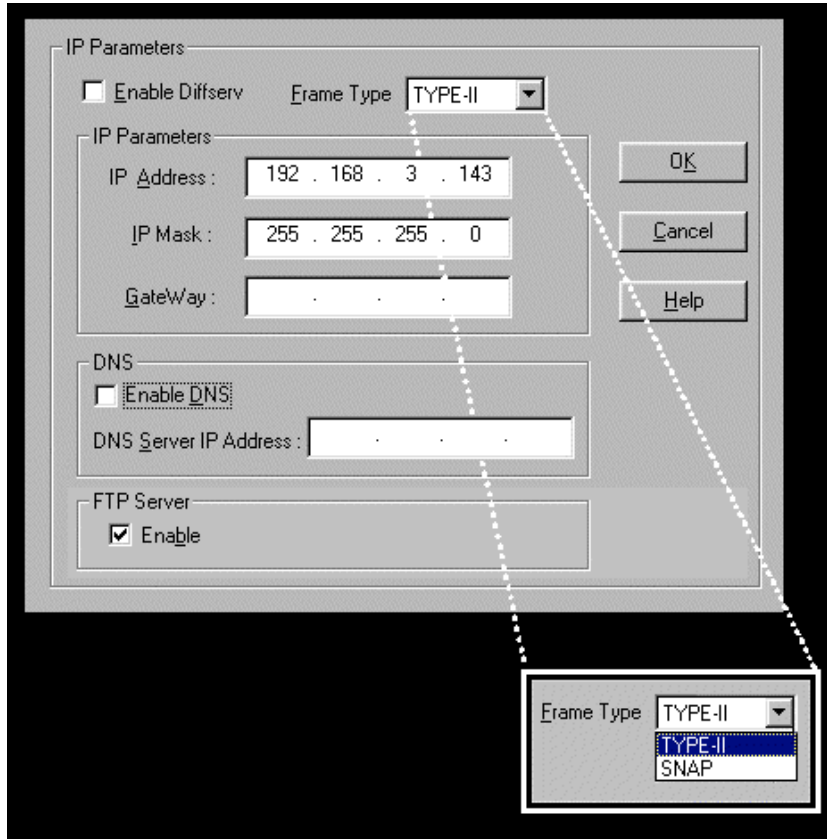 IP Parameters
Enable Diffserv Frame Type TYPE-II
IP Parameters
IP Address : 192 . 168 . 3 . 143
OK
IP Mask : 255 . 255 . 255 . 0
Cancel
GateWay : . . .
Help
DNS
Enable DNS
DNS Server IP Address : . . .
FTP Server
Enable
Frame Type TYPE-II
TYPE-II
SNAP